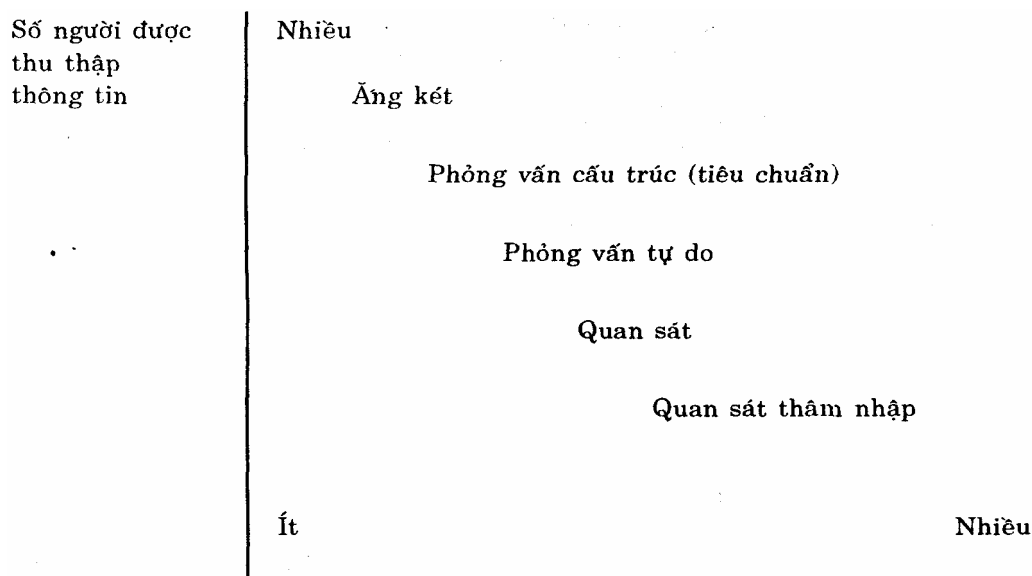 Số người được
thu thập
thông tin
Nhiều
Ăng két
Phỏng vấn cấu trúc (tiêu chuẩn)
Phỏng vấn tự do
Quan sát
Quan sát thâm nhập
Ít
Nhiều